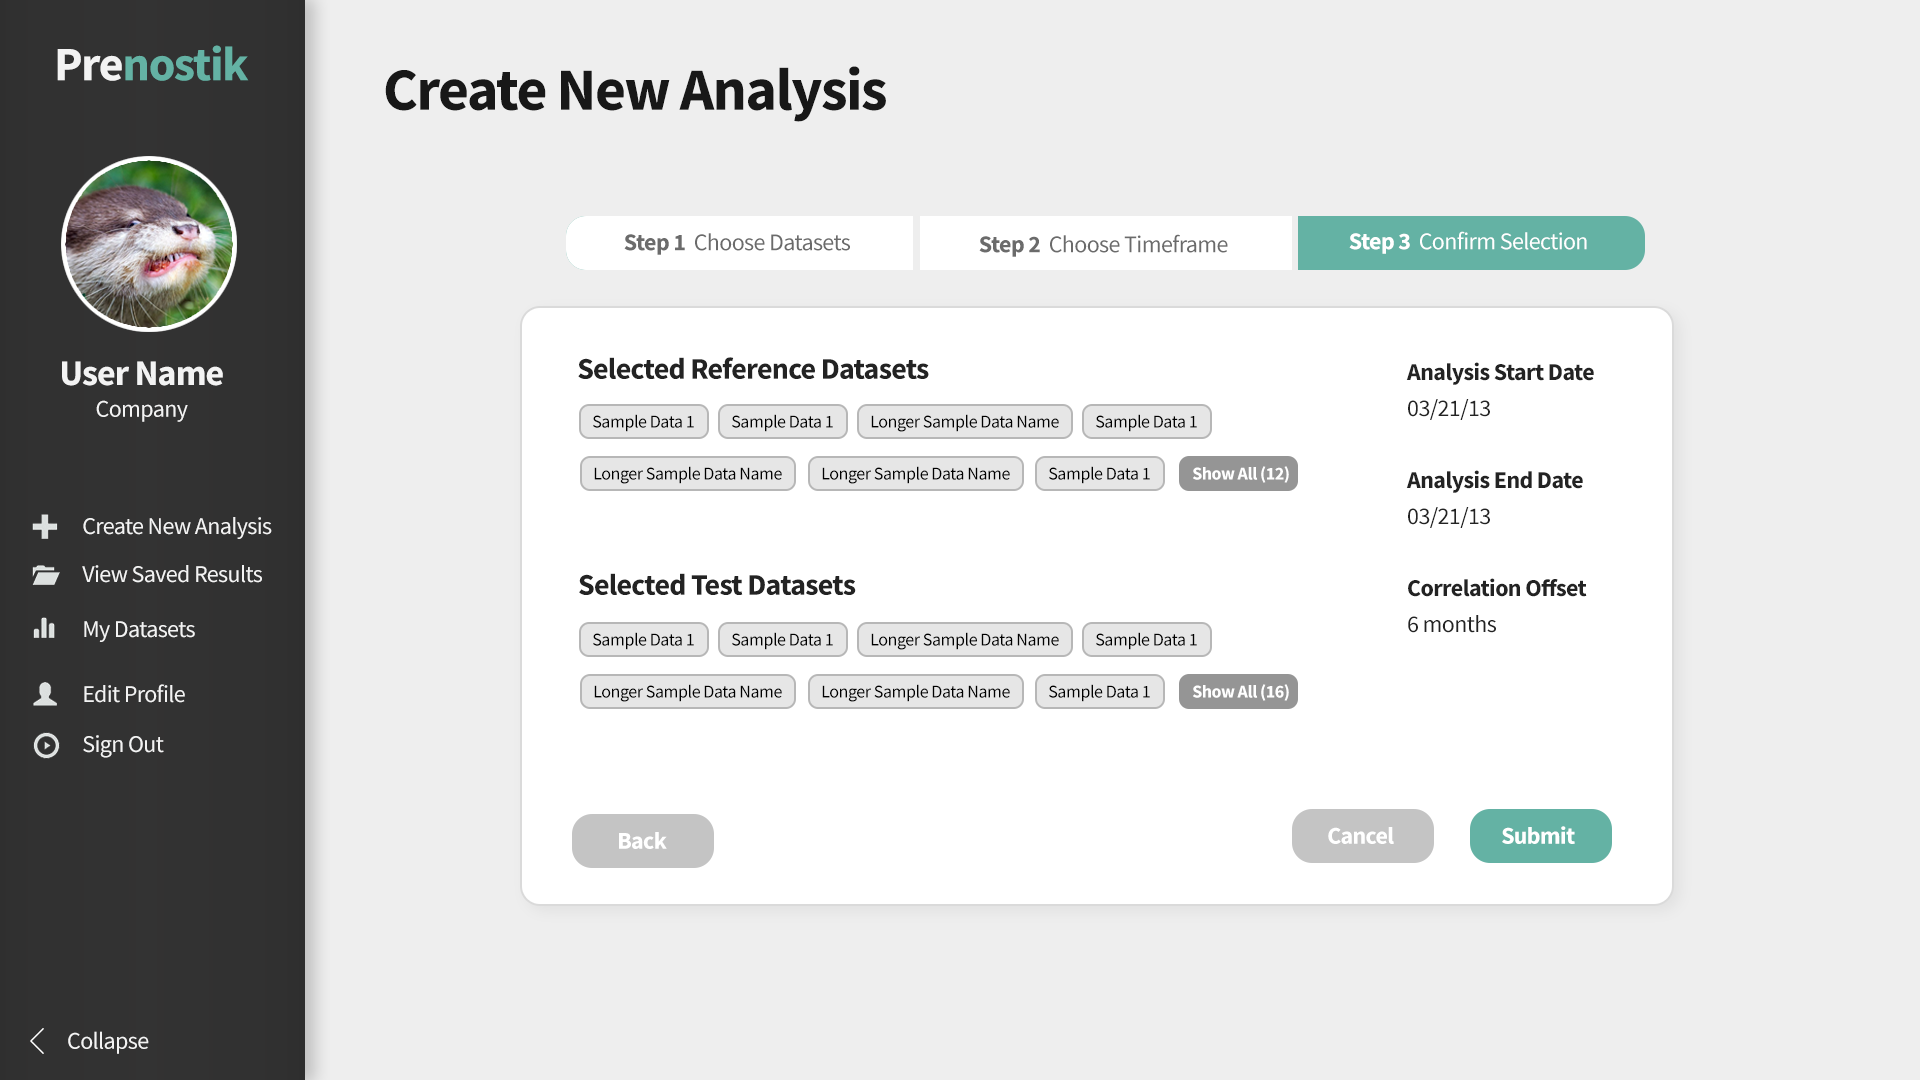 Prenostik
User Name
Company
Create New Analysis
View Saved Results
My Datasets
Edit Profile
Sign Out
Collapse
Create New Analysis
Step 1 Choose Datasets
Step 2 Choose Timeframe
Step 3 Confirm Selection
Selected Reference Datasets
Sample Data 1 Sample Data 1 Longer Sample Data Name Sample Data 1
Longer Sample Data Name Longer Sample Data Name Sample Data 1 Show All (12)
Selected Test Datasets
Sample Data 1 Sample Data 1 Longer Sample Data Name Sample Data 1
Longer Sample Data Name Longer Sample Data Name Sample Data 1 Show All (16)
Analysis Start Date
03/21/13
Analysis End Date
03/21/13
Correlation Offset
6 months
Back
Cancel
Submit